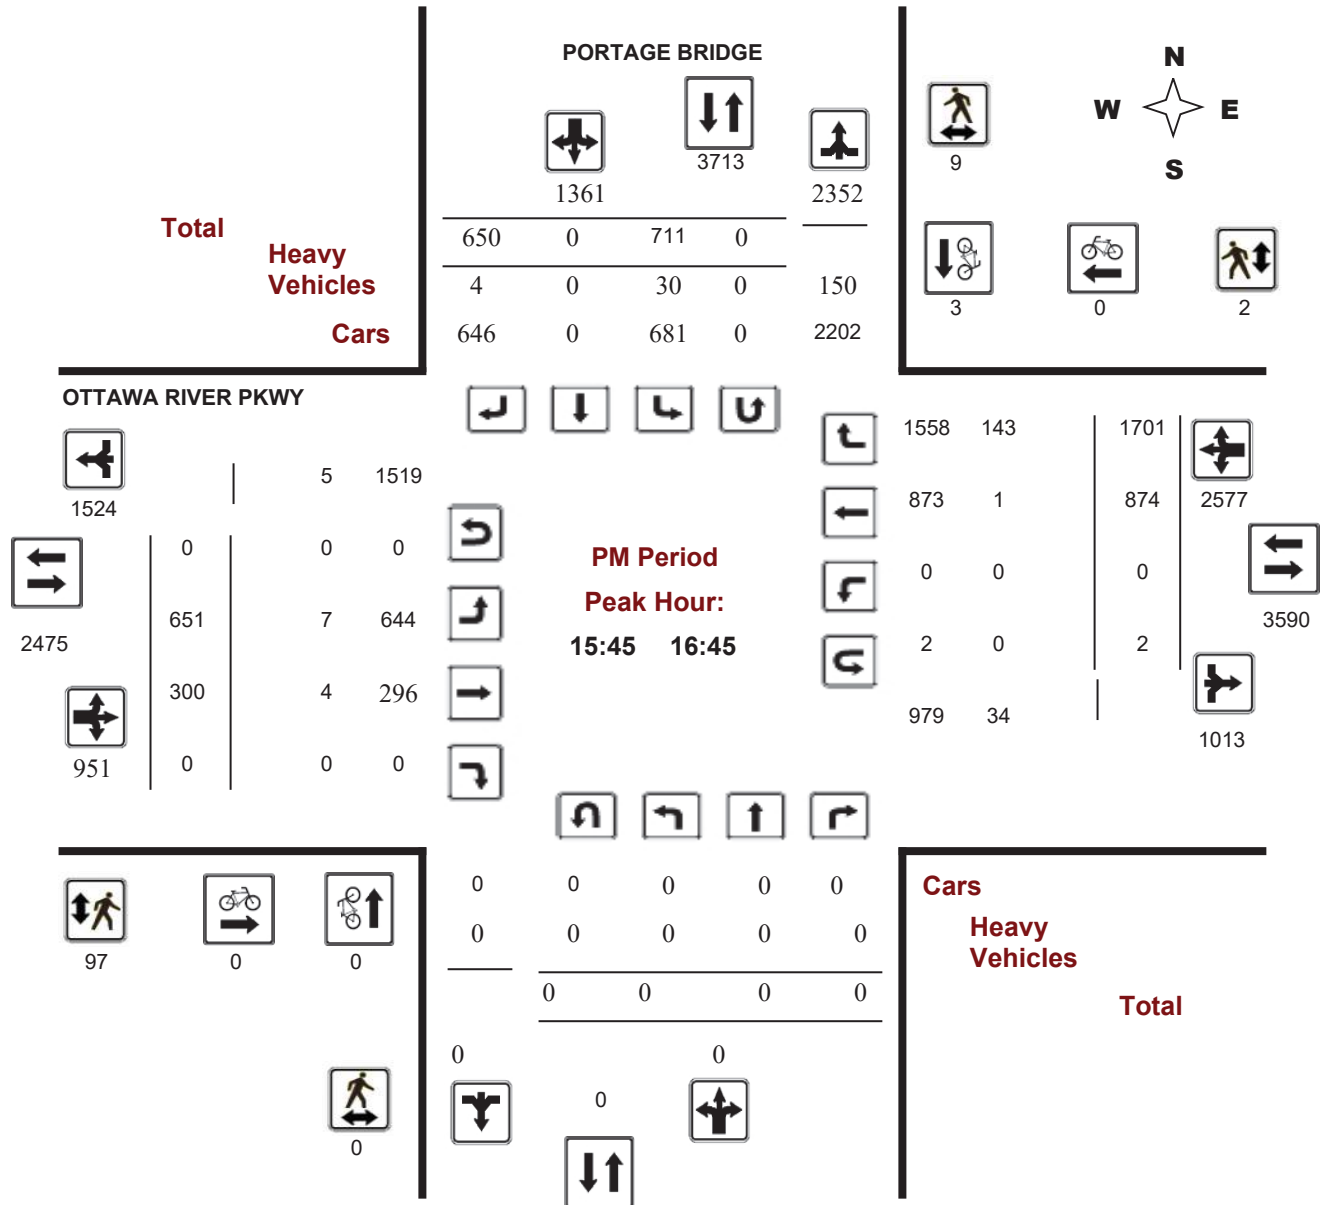 PORTAGE BRIDGE
N
W E
S
3713
9
1361 2352
Total
650 0 711 0
Heavy
Vehicles
4 0 30 0 150
3 0 2
Cars
646 0 681 0 2202
OTTAWA RIVER PKWY
1558 143 1701
5 1519
1524
873 1 874 2577
0 0 0
PM Period
0 0 0
Peak Hour:
651 7 644
3590
2475
15:45 16:45
2 0 2
300 4 296
979 34
1013
951 0 0 0
0 0 0 0 0
Cars
0 0 0 0 0
Heavy
Vehicles
97 0 0
0 0 0 0
Total
0 0
0
0